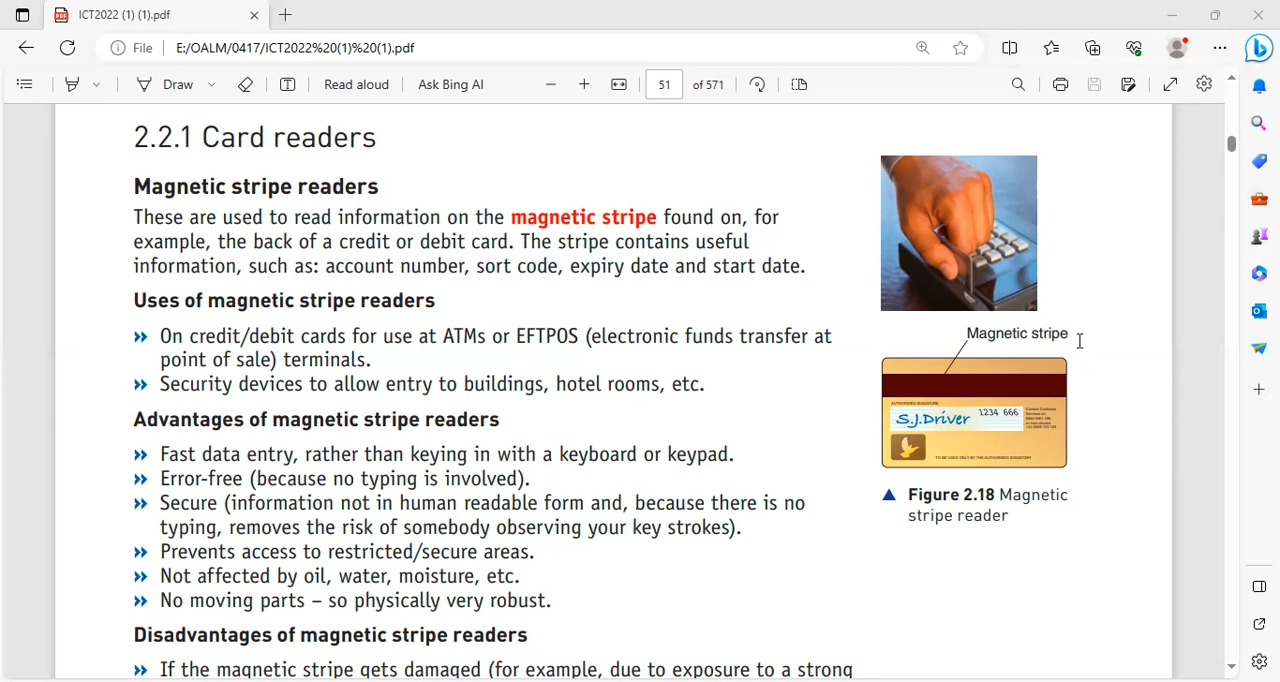 ICT2022 (1) (1).pdf
File
E:/OALM/0417/ICT2022%20(1)%20(1).pdf
Draw
Read aloud
Ask Bing AI
51
of 571
2.2.1 Card readers
Magnetic stripe readers
These are used to read information on the magnetic stripe found on, for
example, the back of a credit or debit card. The stripe contains useful
information, such as: account number, sort code, expiry date and start date.
Uses of magnetic stripe readers
» On credit/debit cards for use at ATMs or EFTPOS (electronic funds transfer at
point of sale) terminals.
» Security devices to allow entry to buildings, hotel rooms, etc.
Advantages of magnetic stripe readers
» Fast data entry, rather than keying in with a keyboard or keypad.
» Error-free (because no typing is involved).
» Secure (information not in human readable form and, because there is no
typing, removes the risk of somebody observing your key strokes).
» Prevents access to restricted/secure areas.
» Not affected by oil, water, moisture, etc.
» No moving parts – so physically very robust.
Disadvantages of magnetic stripe readers
» If the magnetic stripe gets damaged (for example, due to exposure to a strong
Magnetic stripe
AUTHORISED SIGNATURE
S.J.Driver
1234 666
TO BE USED ONLY BY THE AUTHORISED SIGNATORY
Figure 2.18 Magnetic
stripe reader